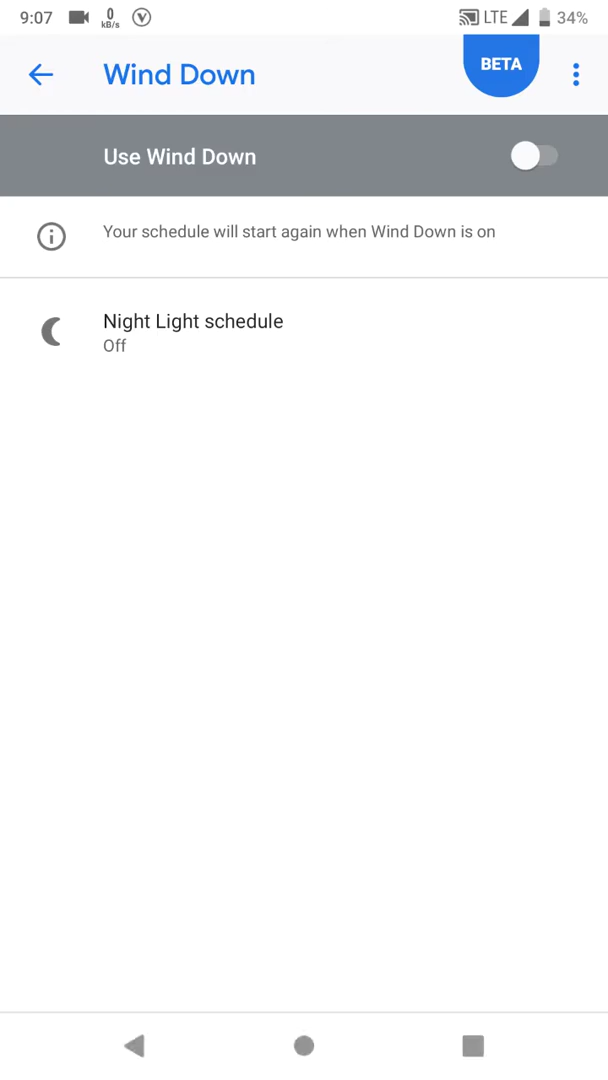 9:07 0 kB/s V LTE 34%
Wind Down BETA
Use Wind Down
Your schedule will start again when Wind Down is on
Night Light schedule
Off